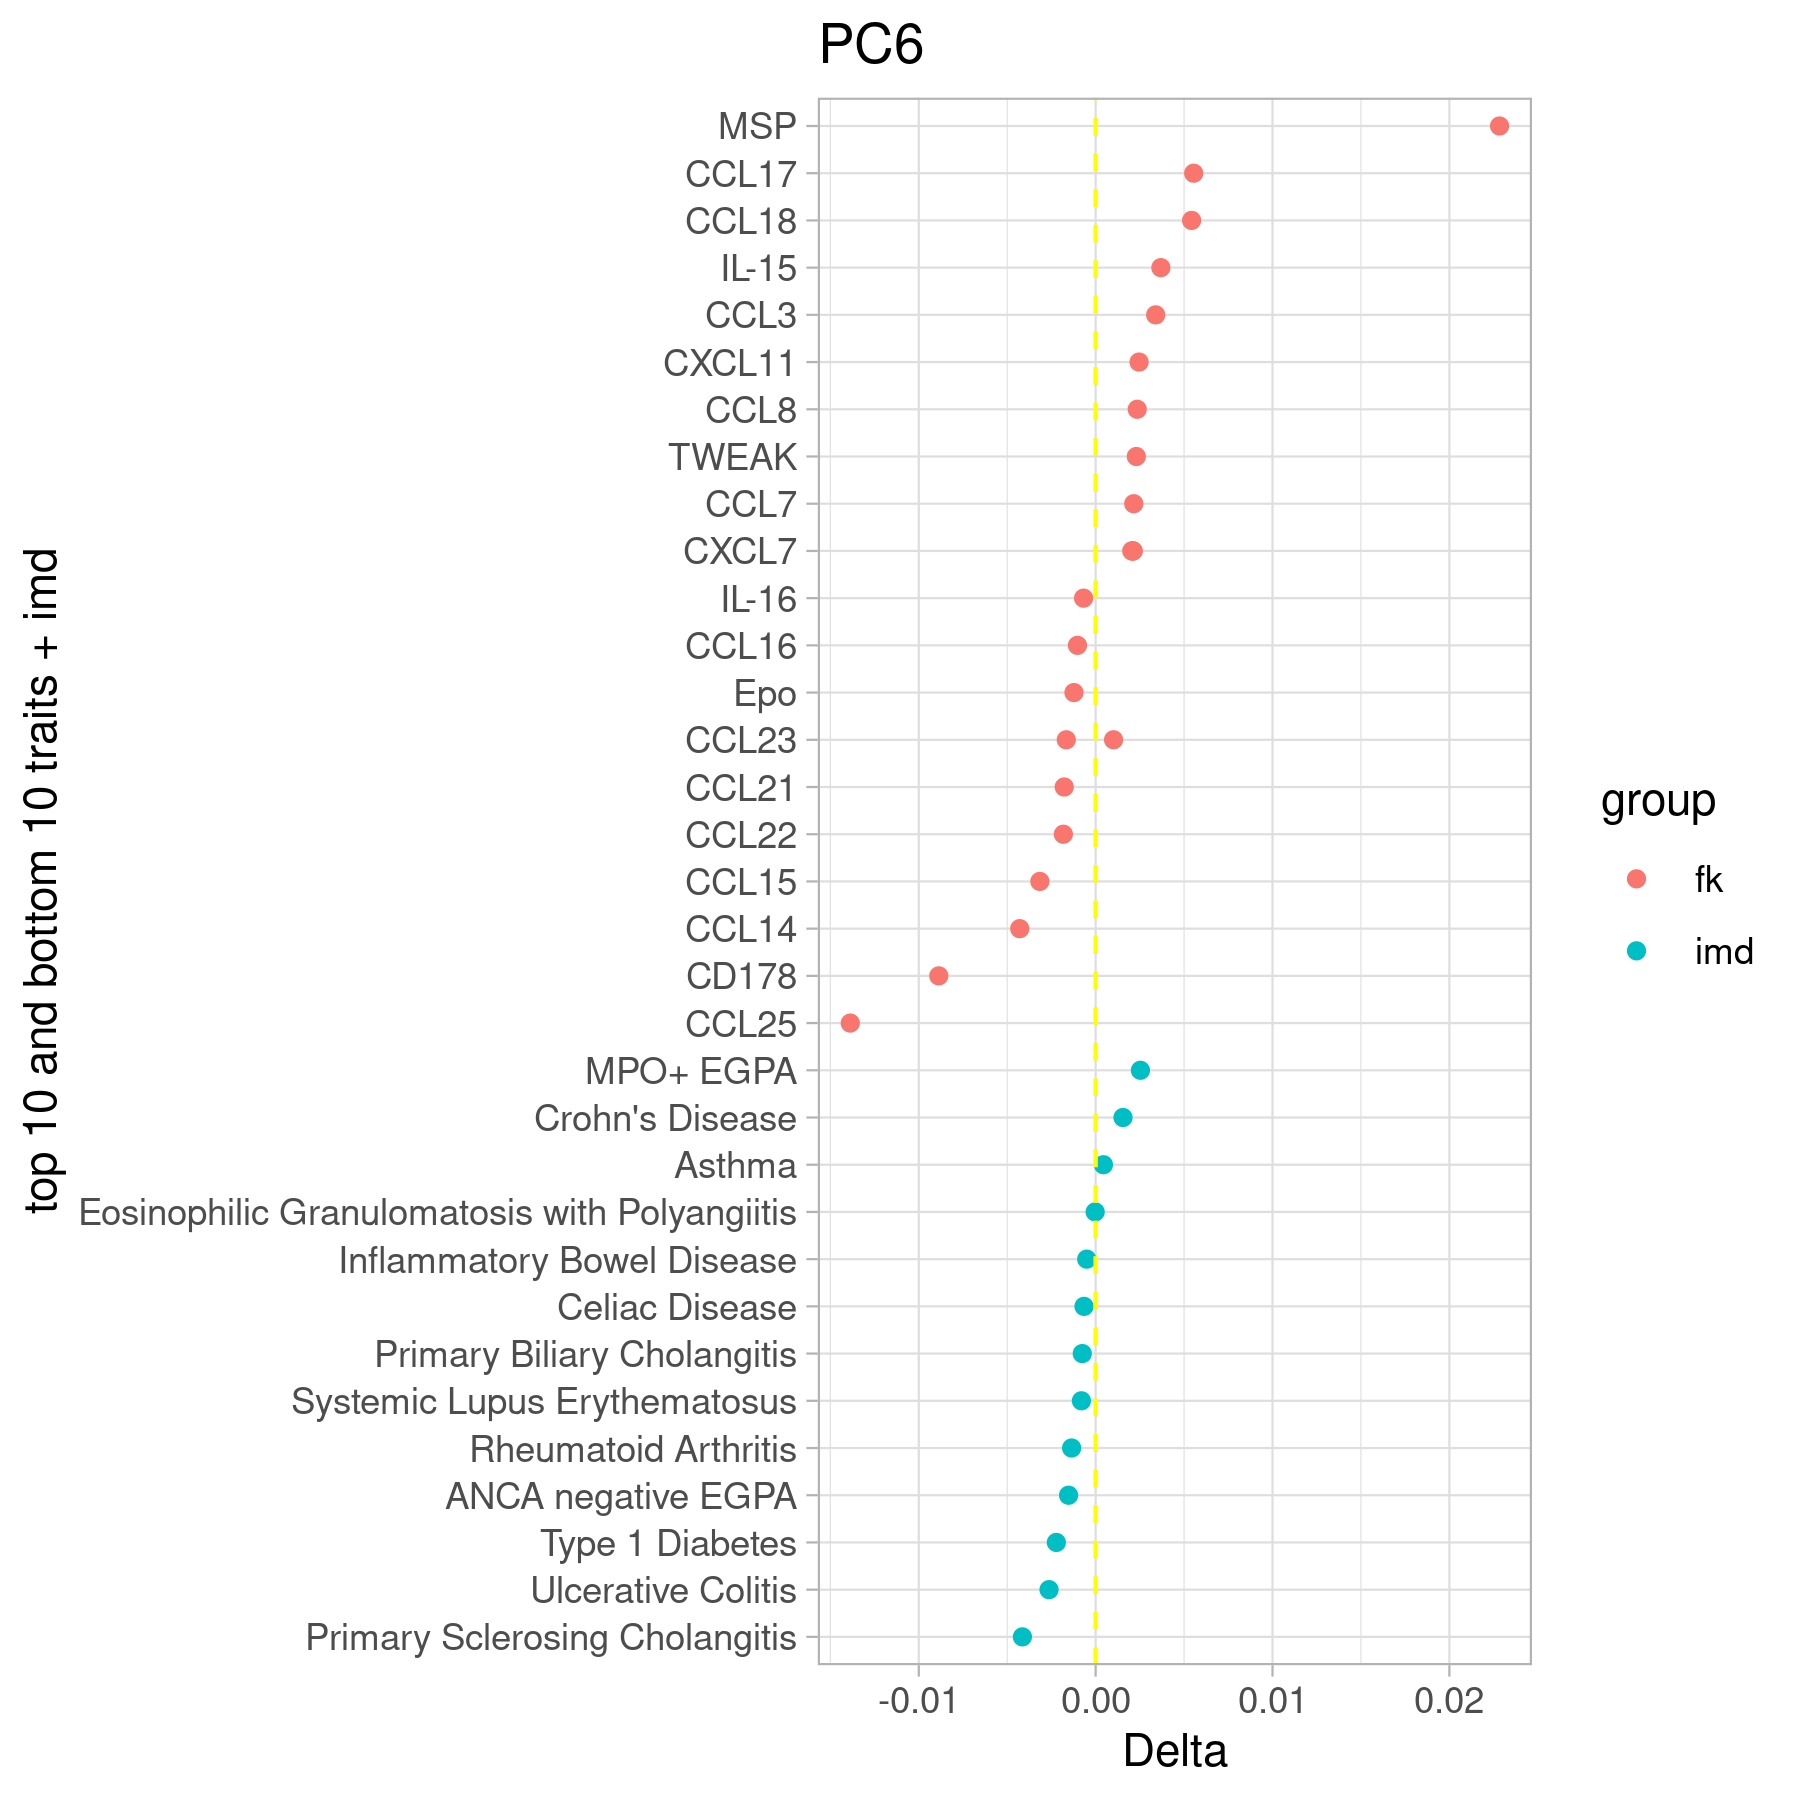 PC6
MSP
CCL17
CCL18
IL-15
CCL3
CXCL11
CCL8
TWEAK
CCL7
CXCL7
IL-16
CCL16
Epo
CCL23
CCL21
CCL22
CCL15
CCL14
CD178
CCL25
MPO+ EGPA
Crohn's Disease
Asthma
Eosinophilic Granulomatosis with Polyangiitis
Inflammatory Bowel Disease
Celiac Disease
Primary Biliary Cholangitis
Systemic Lupus Erythematosus
Rheumatoid Arthritis
ANCA negative EGPA
Type 1 Diabetes
Ulcerative Colitis
Primary Sclerosing Cholangitis
top 10 and bottom 10 traits + imd
-0.01 0.00 0.01 0.02
Delta
group
fk
imd